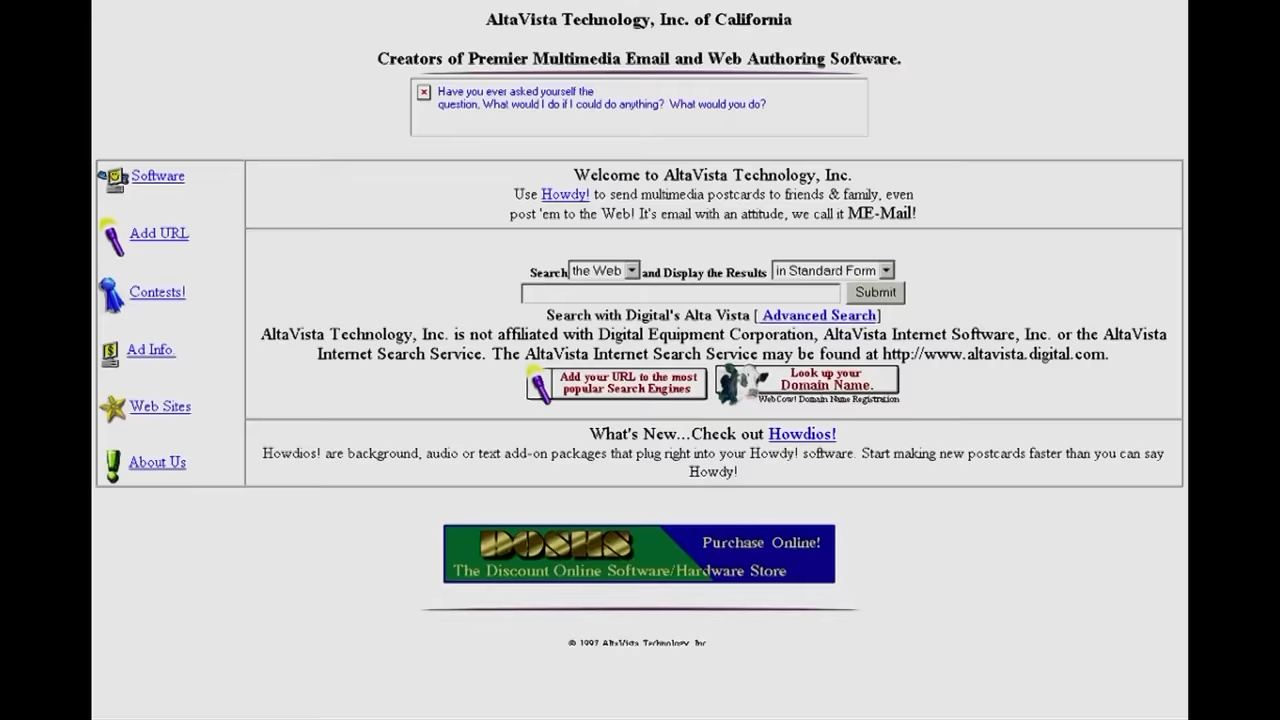 AltaVista Technology, Inc. of California
Creators of Premier Multimedia Email and Web Authoring Software.
Have you ever asked yourself the
question, What would I do if I could do anything? What would you do?
Software
Add URL
Contests!
Ad Info.
Web Sites
About Us
Welcome to AltaVista Technology, Inc.
Use Howdy! to send multimedia postcards to friends & family, even
post 'em to the Web! It's email with an attitude, we call it ME-Mail!
Search the Web and Display the Results in Standard Form
Submit
Search with Digital's Alta Vista [ Advanced Search]
AltaVista Technology, Inc. is not affiliated with Digital Equipment Corporation, AltaVista Internet Software, Inc. or the AltaVista
Internet Search Service. The AltaVista Internet Search Service may be found at http://www.altavista.digital.com.
Add your URL to the most
popular Search Engines
Look up your
Domain Name.
WebCow! Domain Name Registration
What's New...Check out Howdios!
Howdios! are background, audio or text add-on packages that plug right into your Howdy! software. Start making new postcards faster than you can say
Howdy!
DOSHS
Purchase Online!
The Discount Online Software/Hardware Store
© 1997 AltaVista Technology, Inc